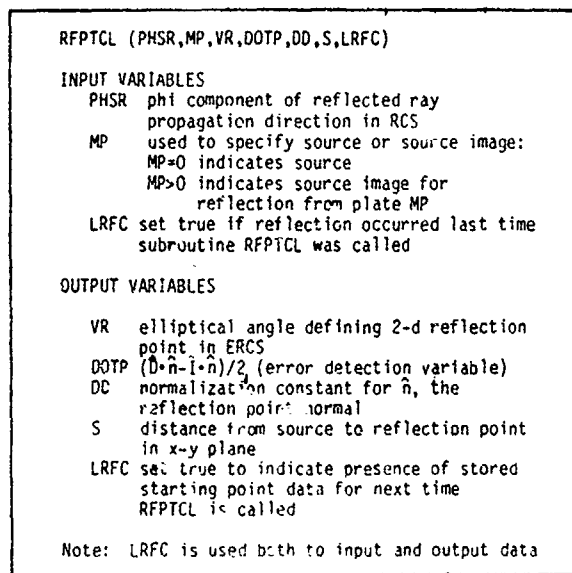 RFPTCL (PHSR,MP,VR,DOTP,DD,S,LRFC)
INPUT VARIABLES
PHSR phi component of reflected ray
propagation direction in RCS
MP used to specify source or source image:
MP=0 indicates source
MP>0 indicates source image for
reflection from plate MP
LRFC set true if reflection occurred last time
subroutine RFPTCL was called
OUTPUT VARIABLES
VR elliptical angle defining 2-d reflection
point in ERCS
DOTP (D̂·n̂-Î·n̂)/2 (error detection variable)
DD normalization constant for n̂, the
reflection point normal
S distance from source to reflection point
in x-y plane
LRFC set true to indicate presence of stored
starting point data for next time
RFPTCL is called
Note: LRFC is used both to input and output data